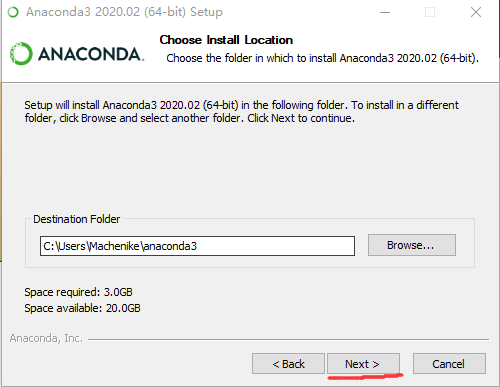 Anaconda3 2020.02 (64-bit) Setup
ANACONDA.
Choose Install Location
Choose the folder in which to install Anaconda3 2020.02 (64-bit).
Setup will install Anaconda3 2020.02 (64-bit) in the following folder. To install in a different
folder, click Browse and select another folder. Click Next to continue.
Destination Folder
C:\Users\Machenike\anaconda3
Browse...
Space required: 3.0GB
Space available: 20.0GB
Anaconda, Inc.
< Back
Next >
Cancel